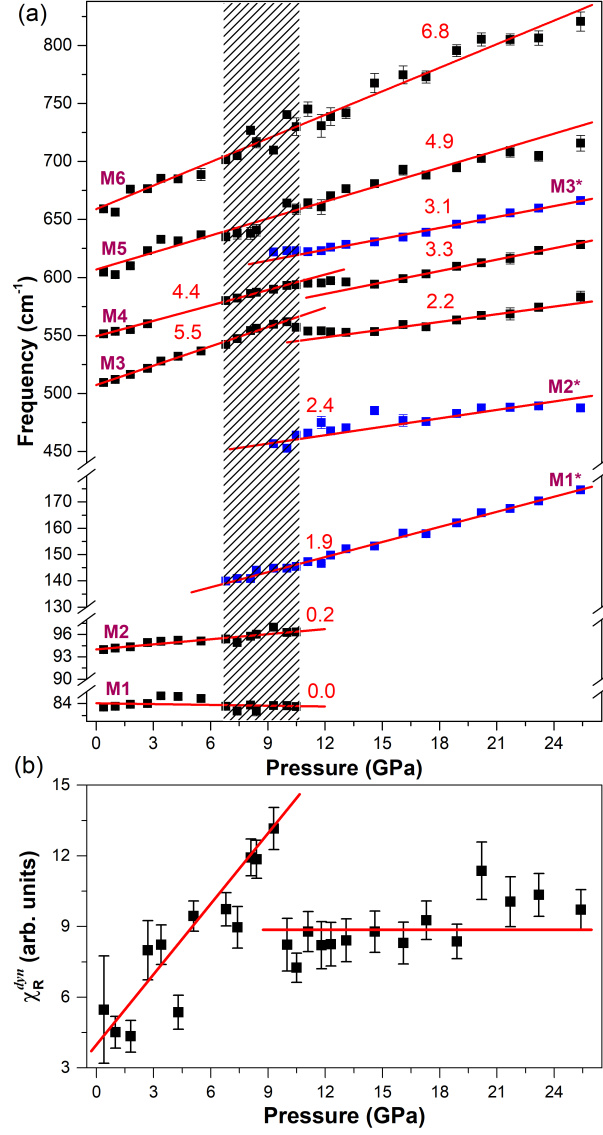 (a)
800
750
700
650
600
550
500
450
170
160
150
140
130
96
93
90
84
Frequency (cm⁻¹)
6.8
4.9
M6
M3*
M5
3.1
3.3
4.4
M4
2.2
5.5
M3
M2*
2.4
M1*
1.9
M2
0.2
M1
0.0
0 3 6 9 12 15 18 21 24
Pressure (GPa)
(b)
15
12
9
6
3
χ_R^dyn (arb. units)
0 3 6 9 12 15 18 21 24
Pressure (GPa)